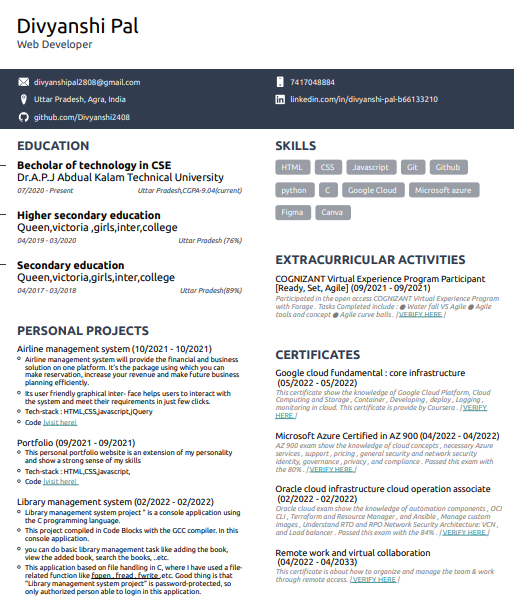 Divyanshi Pal
Web Developer
divyanshipal2808@gmail.com
7417048884
Uttar Pradesh, Agra, India
linkedin.com/in/divyanshi-pal-b66133210
github.com/Divyanshi2408
EDUCATION
Becholar of technology in CSE
Dr.A.P.J Abdual Kalam Technical University
07/2020 - Present
Uttar Pradesh,CGPA-9.04(current)
Higher secondary education
Queen,victoria ,girls,inter,college
04/2019 - 03/2020
Uttar Pradesh (76%)
Secondary education
Queen,victoria,girls,inter,college
04/2017 - 03/2018
Uttar Pradesh(89%)
PERSONAL PROJECTS
Airline management system (10/2021 - 10/2021)
Airline management system will provide the financial and business
solution on one platform. It's the package using which you can
make reservation, increase your revenue and make future business
planning efficiently.
Its user friendly graphical inter- face helps users to interact with
the system and meet their requirements in just few clicks.
Tech-stack : HTML,CSS,javascript,jQuery
Code [visit here]
Portfolio (09/2021 - 09/2021)
This personal portfolio website is an extension of my personality
and show a strong sense of my skills
Tech-stack : HTML,CSS,javascript,
Code [visit here]
Library management system (02/2022 - 02/2022)
Library management system project " is a console application using
the C programming language.
This project compiled in Code Blocks with the GCC compiler. In this
console application.
you can do basic library management task like adding the book,
view the added book, search the books, ..etc.
This application based on file handling in C, where I have used a file-
related function like fopen , fread , fwrite ,etc. Good thing is that
"Library management system project" is password-protected, so
only authorized person able to login in this application.
SKILLS
HTML
CSS
Javascript
Git
Github
python
C
Google Cloud
Microsoft azure
Figma
Canva
EXTRACURRICULAR ACTIVITIES
COGNIZANT Virtual Experience Program Participant
[Ready, Set, Agile] (09/2021 - 09/2021)
Participated in the open access COGNIZANT Virtual Experience Program
with Forage . Tasks Completed include : ● Water fall VS Agile ● Agile
tools and concept ● Agile curve balls . [VERIFY HERE ]
CERTIFICATES
Google cloud fundamental : core infrastructure
(05/2022 - 05/2022)
This certificate show the knowledge of Google Cloud Platform, Cloud
Computing and Storage , Container , Developing , deploy , Logging ,
monitoring in cloud. This certificate is provide by Coursera . [VERIFY
HERE ]
Microsoft Azure Certified in AZ 900 (04/2022 - 04/2022)
AZ 900 exam show the knowledge of cloud concepts , necessary Azure
services , support , pricing , general security and network security
identity, governance , privacy , and compliance . Passed this exam with
the 80% . [VERIFY HERE ]
Oracle cloud infrastructure cloud operation associate
(02/2022 - 02/2022)
Oracle cloud exam show the knowledge of automation components , OCI
CLI , Terraform and Resource Manager , and Ansible , Manage custom
images , Understand RTO and RPO Network Security Architecture: VCN ,
and Load balancer . Passed this exam with the 84% . [VERIFY HERE ]
Remote work and virtual collaboration
(04/2022 - 04/2033)
This certificate is about how to organize and manage the team & work
through remote access. [VERIFY HERE ]